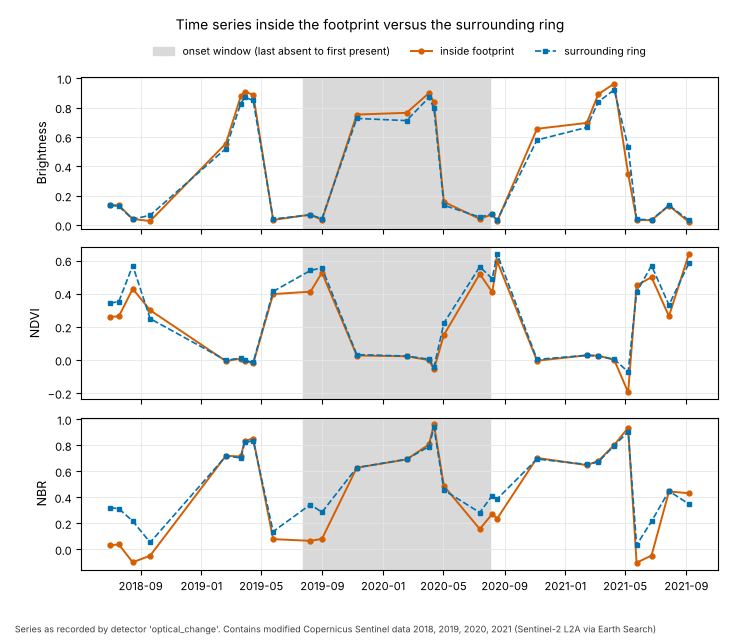 Time series inside the footprint versus the surrounding ring
onset window (last absent to first present) inside footprint surrounding ring
Brightness
1.0
0.8
0.6
0.4
0.2
0.0
NDVI
0.6
0.4
0.2
0.0
−0.2
NBR
1.0
0.8
0.6
0.4
0.2
0.0
2018-09 2019-01 2019-05 2019-09 2020-01 2020-05 2020-09 2021-01 2021-05 2021-09
Series as recorded by detector 'optical_change'. Contains modified Copernicus Sentinel data 2018, 2019, 2020, 2021 (Sentinel-2 L2A via Earth Search)